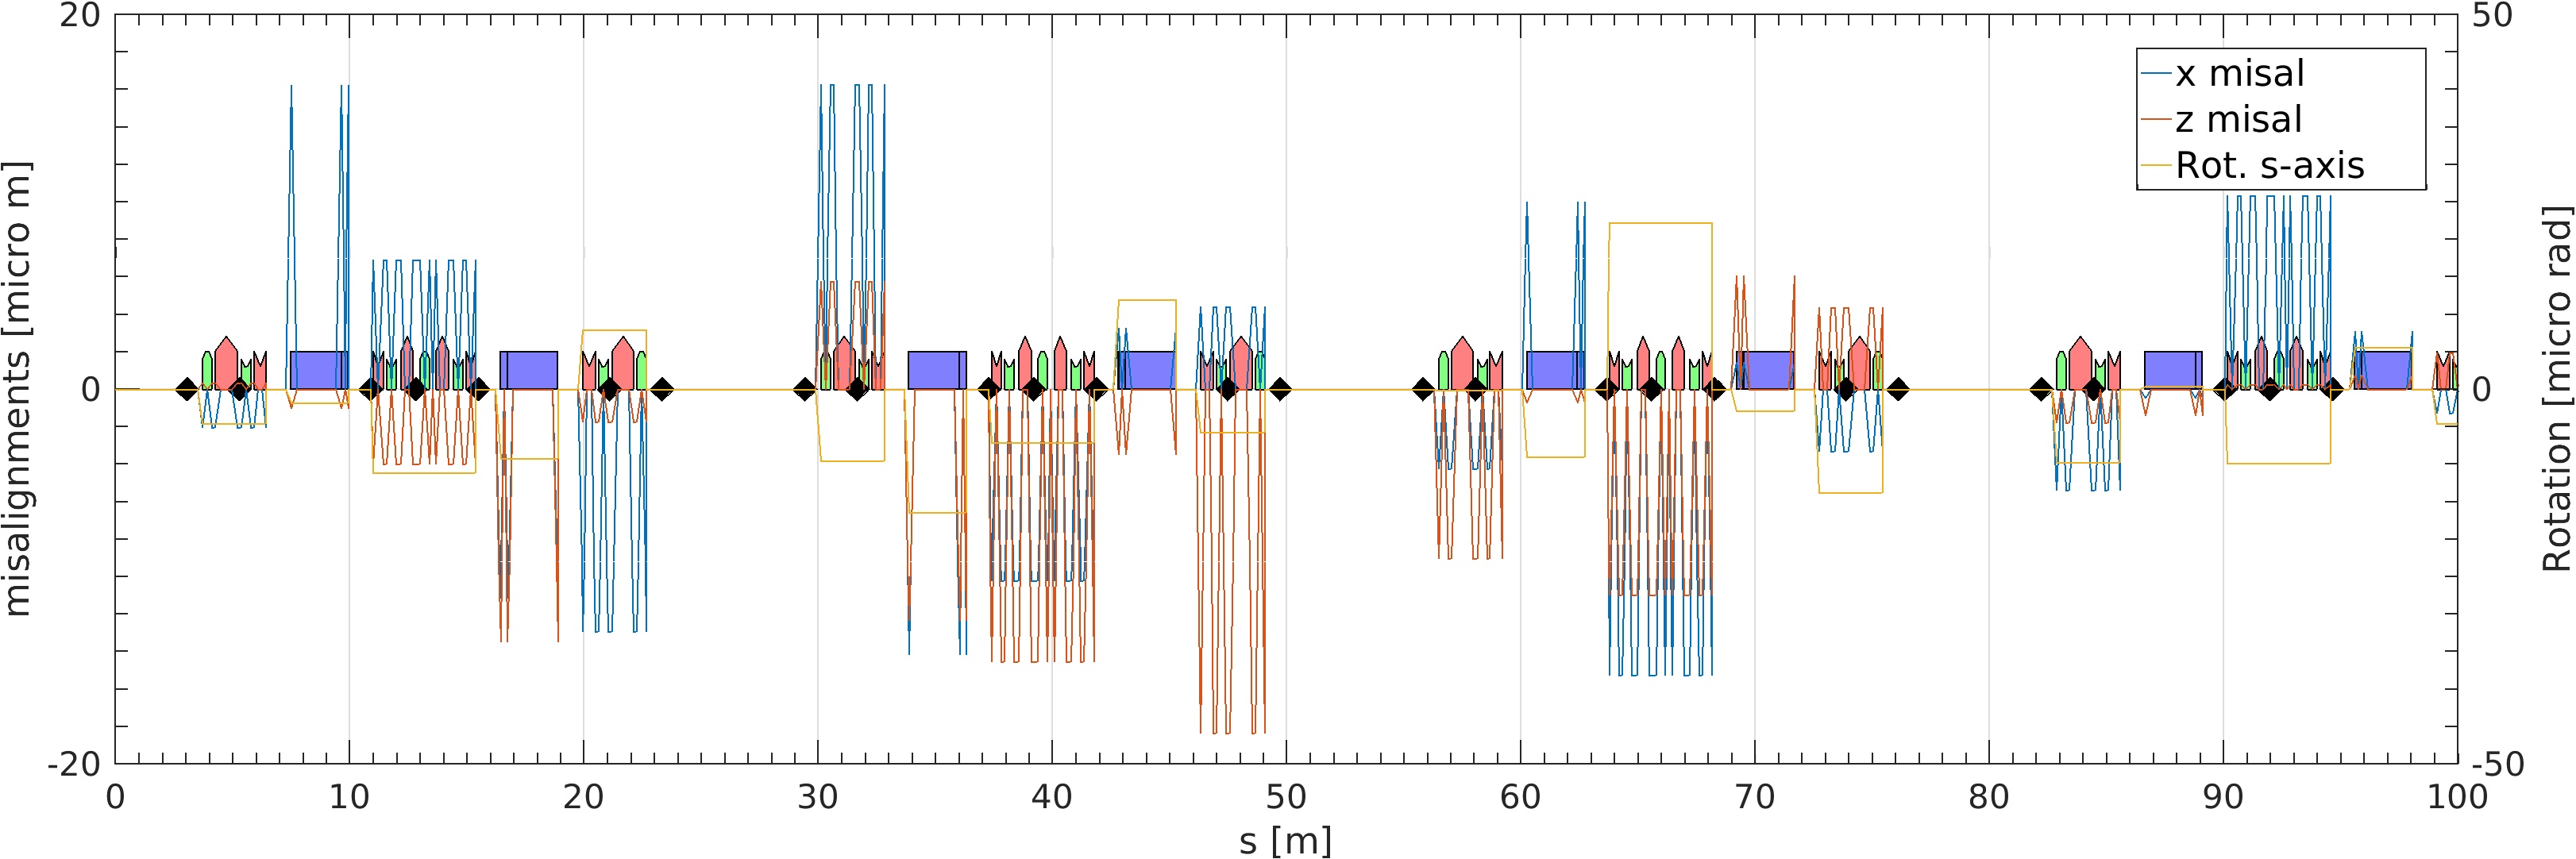 20
0
-20
misalignments [micro m]
50
0
-50
Rotation [micro rad]
x misal
z misal
Rot. s-axis
0 10 20 30 40 50 60 70 80 90 100
s [m]